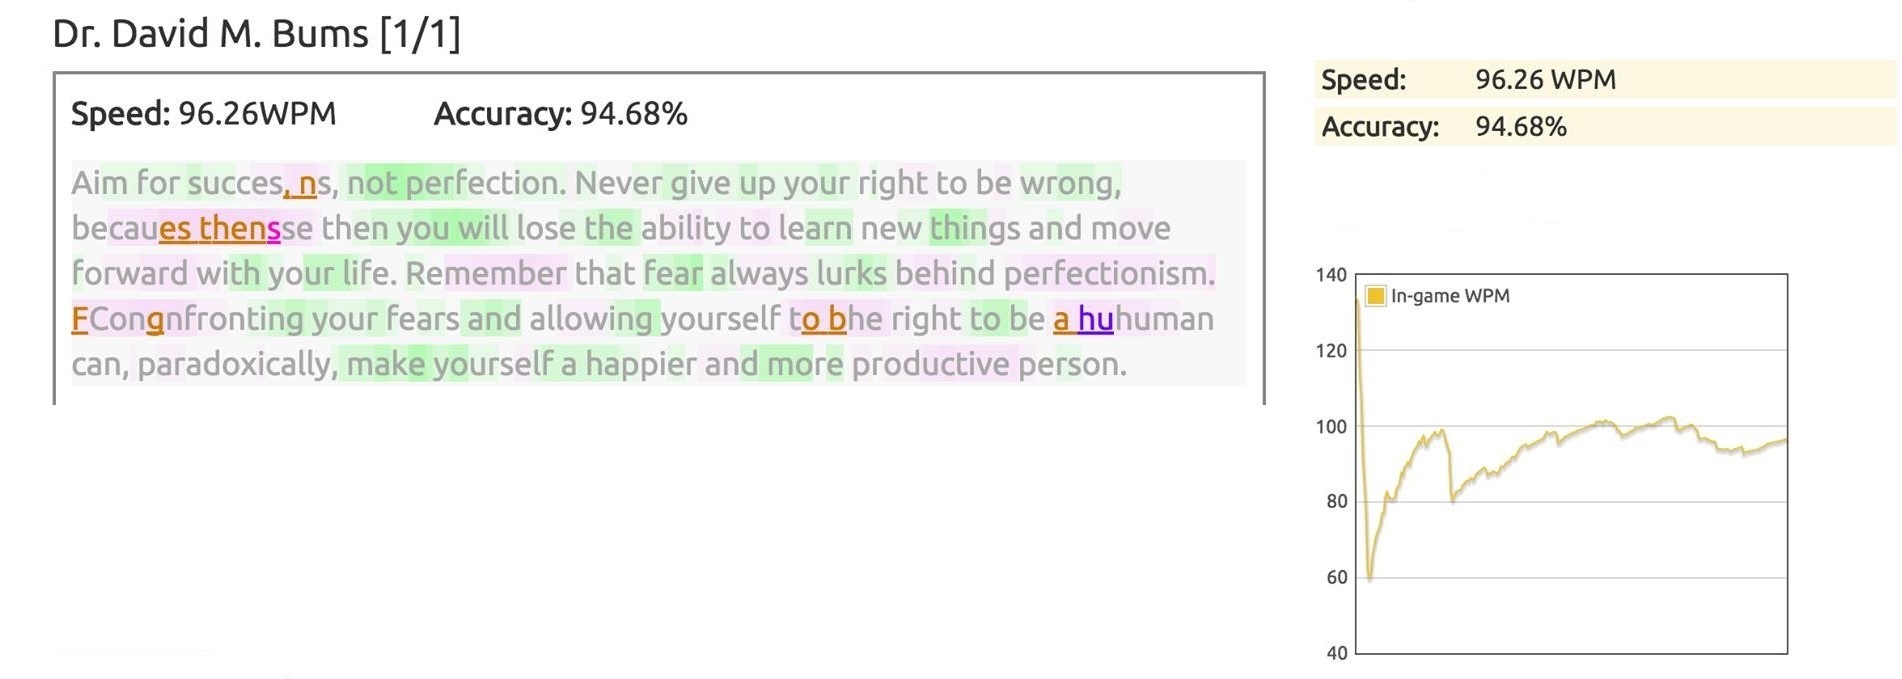 Dr. David M. Bums [1/1]
Speed: 96.26WPM Accuracy: 94.68%
Aim for succes, ns, not perfection. Never give up your right to be wrong,
becaues thensse then you will lose the ability to learn new things and move
forward with your life. Remember that fear always lurks behind perfectionism.
FCongnfronting your fears and allowing yourself to bhe right to be a huhuman
can, paradoxically, make yourself a happier and more productive person.
Speed: 96.26 WPM
Accuracy: 94.68%
140
In-game WPM
120
100
80
60
40